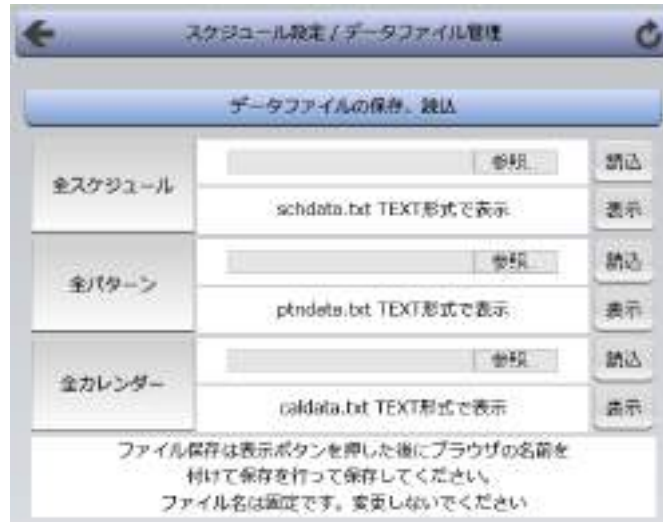 スケジュール設定 / データファイル管理
データファイルの保存、読込
全スケジュール
参照...
読込
schdata.txt TEXT形式で表示
表示
全パターン
参照...
読込
ptndata.txt TEXT形式で表示
表示
全カレンダー
参照...
読込
caldata.txt TEXT形式で表示
表示
ファイル保存は表示ボタンを押した後にブラウザの名前を
付けて保存を行って保存してください。
ファイル名は固定です。変更しないでください